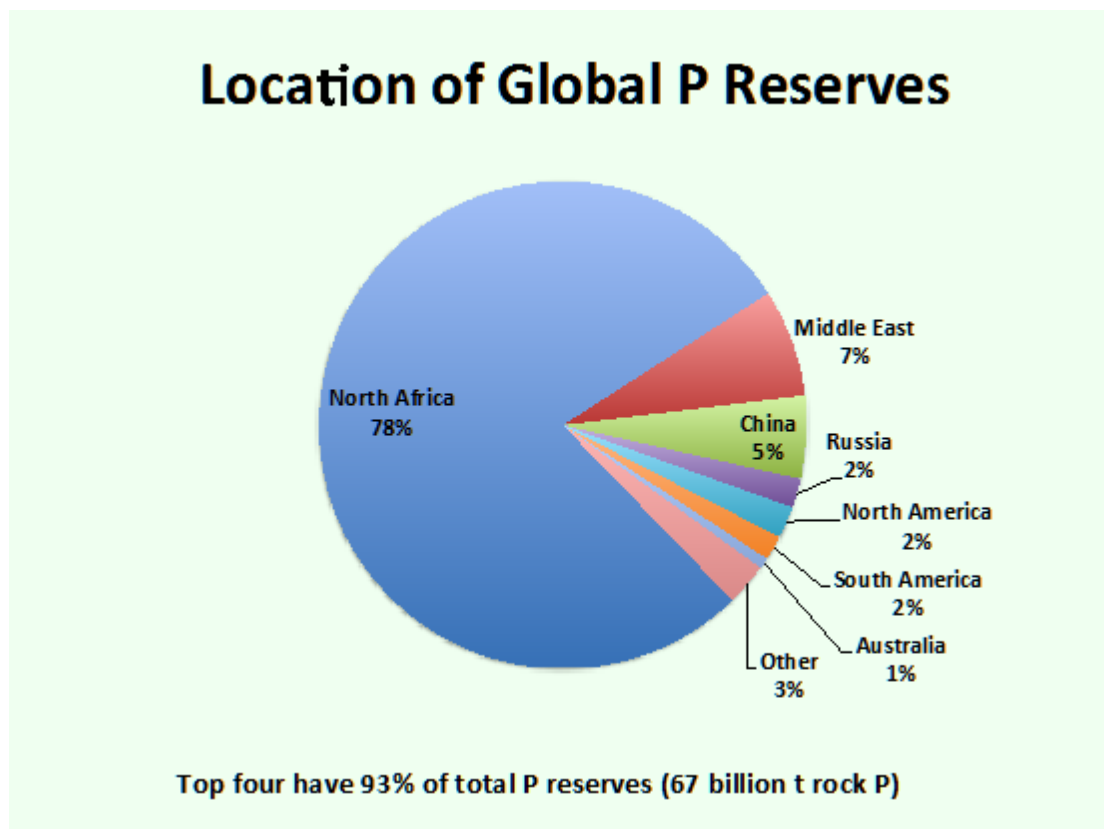 Location of Global P Reserves
Middle East
7%
North Africa
78%
China
5%
Russia
2%
North America
2%
South America
2%
Australia
1%
Other
3%
Top four have 93% of total P reserves (67 billion t rock P)